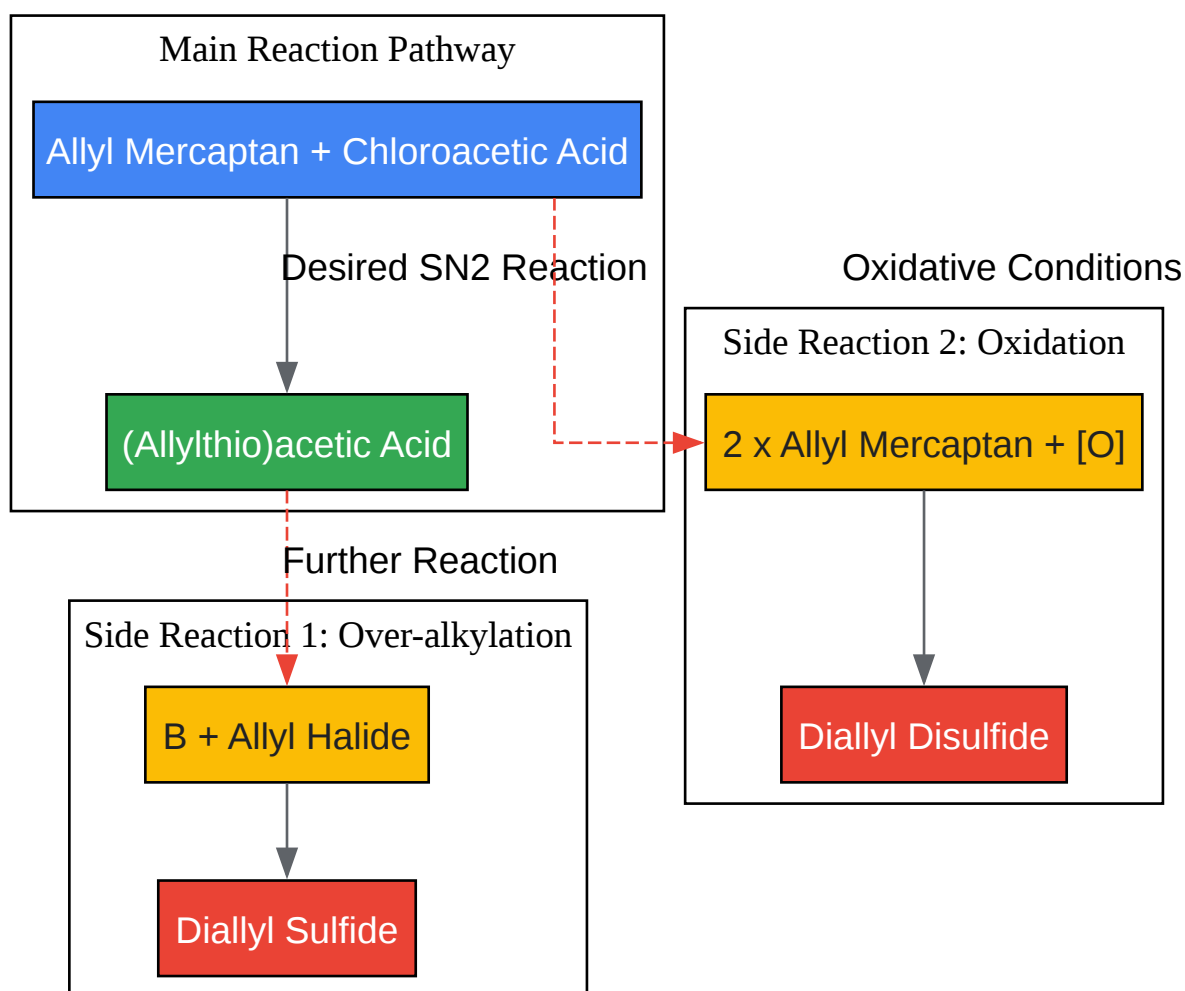 Main Reaction Pathway
Allyl Mercaptan + Chloroacetic Acid
Desired SN2 Reaction
Oxidative Conditions
(Allylthio)acetic Acid
Side Reaction 2: Oxidation
2 x Allyl Mercaptan + [O]
Diallyl Disulfide
Further Reaction
Side Reaction 1: Over-alkylation
B + Allyl Halide
Diallyl Sulfide